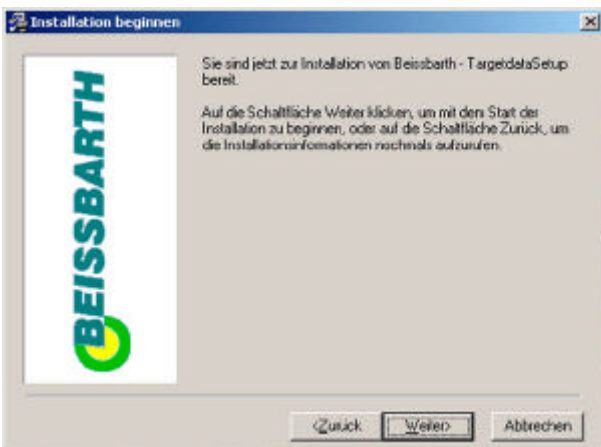 Installation beginnen
BEISSBARTH
Sie sind jetzt zur Installation von Beissbarth - TargetdataSetup
bereit.
Auf die Schaltfläche Weiter klicken, um mit dem Start der
Installation zu beginnen, oder auf die Schaltfläche Zurück, um
die Installationsinformationen nochmals aufzurufen.
<Zurück Weiter> Abbrechen